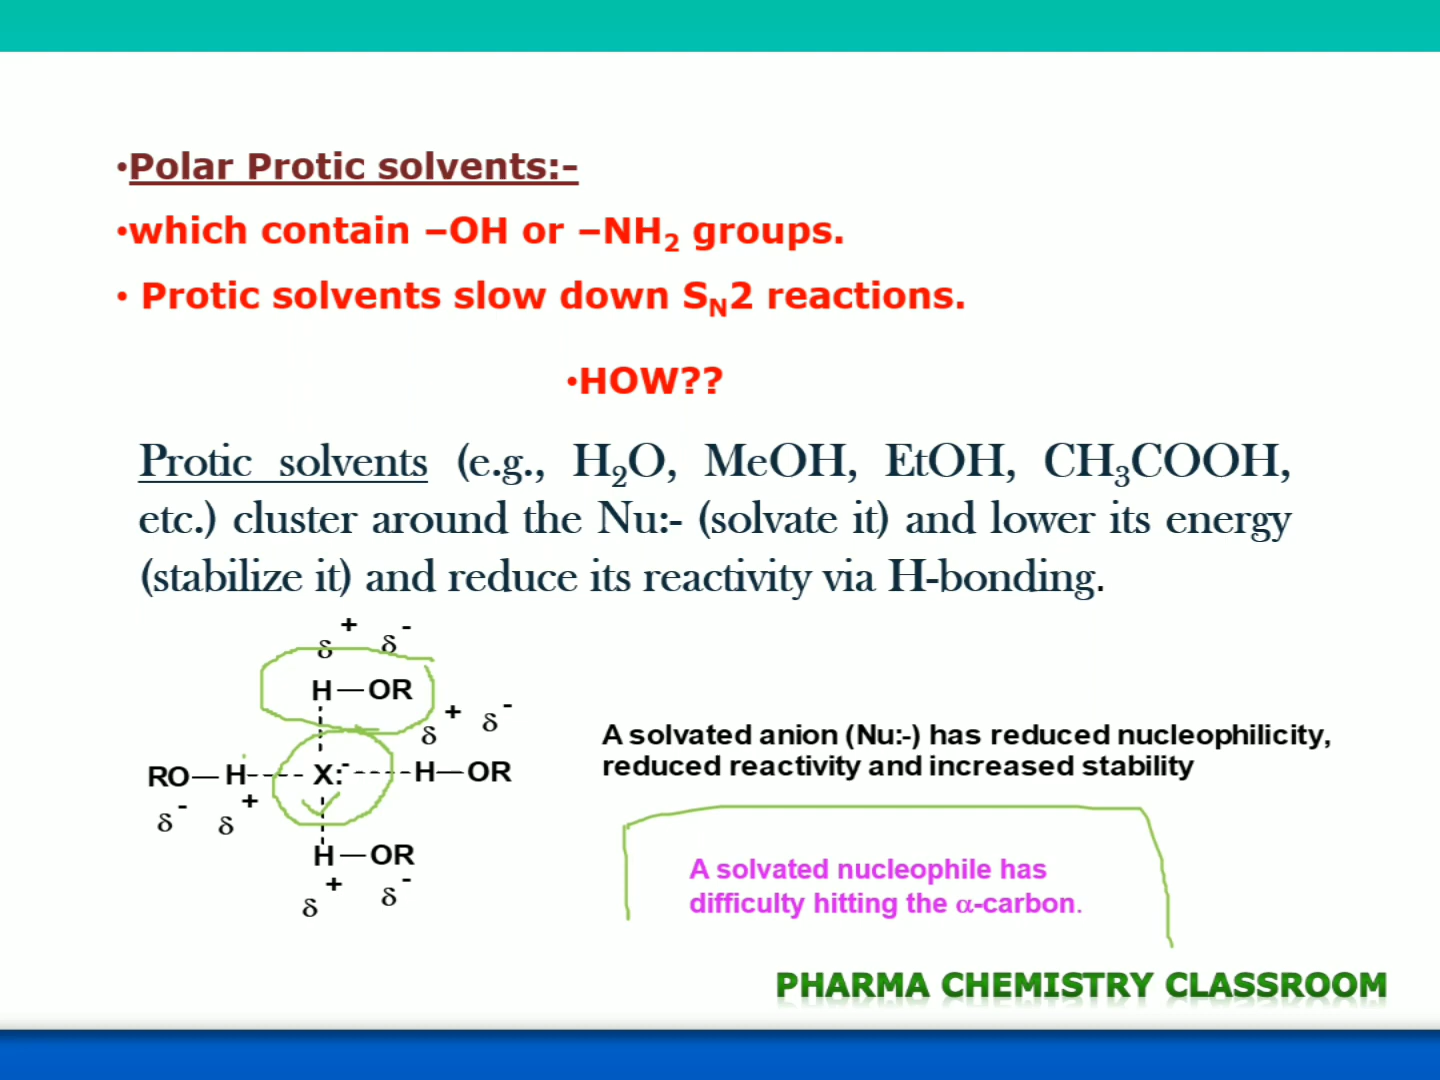 •Polar Protic solvents:-
•which contain –OH or –NH₂ groups.
• Protic solvents slow down S_N2 reactions.
•HOW??
Protic solvents (e.g., H₂O, MeOH, EtOH, CH₃COOH,
etc.) cluster around the Nu:- (solvate it) and lower its energy
(stabilize it) and reduce its reactivity via H-bonding.
δ+ δ-
H—OR
δ+ δ-
RO—H----X:-----H—OR
δ- δ+
H—OR
δ+ δ-
A solvated anion (Nu:-) has reduced nucleophilicity,
reduced reactivity and increased stability
A solvated nucleophile has
difficulty hitting the α-carbon.
PHARMA CHEMISTRY CLASSROOM